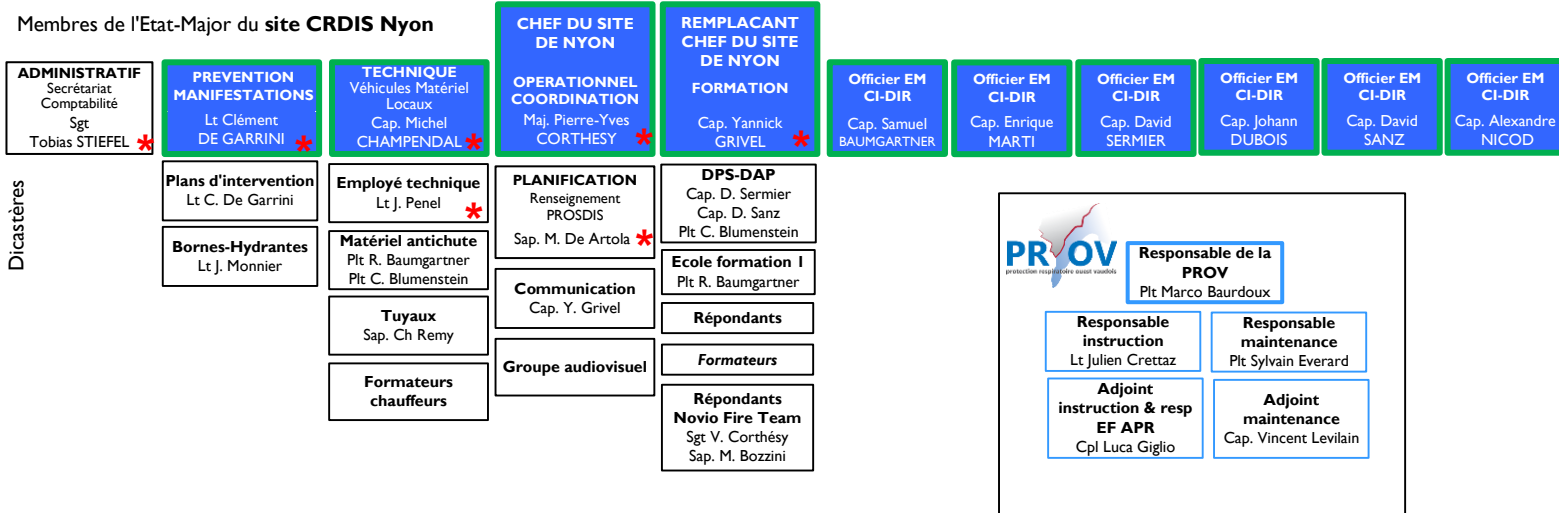 Membres de l'Etat-Major du site CRDIS Nyon
ADMINISTRATIF
Secrétariat
Comptabilité
Sgt
Tobias STIEFEL *
PREVENTION
MANIFESTATIONS
Lt Clément
DE GARRINI *
TECHNIQUE
Véhicules Matériel
Locaux
Cap. Michel
CHAMPENDAL *
CHEF DU SITE
DE NYON
OPERATIONNEL
COORDINATION
Maj. Pierre-Yves
CORTHESY *
REMPLACANT
CHEF DU SITE
DE NYON
FORMATION
Cap. Yannick
GRIVEL *
Officier EM
CI-DIR
Cap. Samuel
BAUMGARTNER
Officier EM
CI-DIR
Cap. Enrique
MARTI
Officier EM
CI-DIR
Cap. David
SERMIER
Officier EM
CI-DIR
Cap. Johann
DUBOIS
Officier EM
CI-DIR
Cap. David
SANZ
Officier EM
CI-DIR
Cap. Alexandre
NICOD
Dicastères
Plans d'intervention
Lt C. De Garrini
Bornes-Hydrantes
Lt J. Monnier
Employé technique
Lt J. Penel
*
Matériel antichute
Plt R. Baumgartner
Plt C. Blumenstein
Tuyaux
Sap. Ch Remy
Formateurs
chauffeurs
PLANIFICATION
Renseignement
PROSDIS
Sap. M. De Artola *
Communication
Cap. Y. Grivel
Groupe audiovisuel
DPS-DAP
Cap. D. Sermier
Cap. D. Sanz
Plt C. Blumenstein
Ecole formation 1
Plt R. Baumgartner
Répondants
Formateurs
Répondants
Novio Fire Team
Sgt V. Corthésy
Sap. M. Bozzini
PROV
protection respiratoire ouest vaudois
Responsable de la
PROV
Plt Marco Baurdoux
Responsable
instruction
Lt Julien Crettaz
Responsable
maintenance
Plt Sylvain Everard
Adjoint
instruction & resp
EF APR
Cpl Luca Giglio
Adjoint
maintenance
Cap. Vincent Levilain